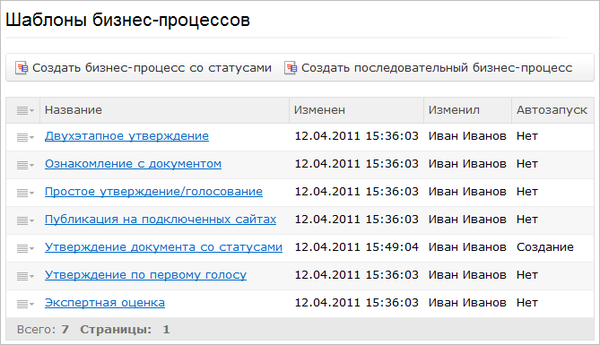 Шаблоны бизнес-процессов
Создать бизнес-процесс со статусами Создать последовательный бизнес-процесс
Название Изменен Изменил Автозапуск
Двухэтапное утверждение 12.04.2011 15:36:03 Иван Иванов Нет
Ознакомление с документом 12.04.2011 15:36:03 Иван Иванов Нет
Простое утверждение/голосование 12.04.2011 15:36:03 Иван Иванов Нет
Публикация на подключенных сайтах 12.04.2011 15:36:03 Иван Иванов Нет
Утверждение документа со статусами 12.04.2011 15:49:04 Иван Иванов Создание
Утверждение по первому голосу 12.04.2011 15:36:03 Иван Иванов Нет
Экспертная оценка 12.04.2011 15:36:03 Иван Иванов Нет
Всего: 7 Страницы: 1